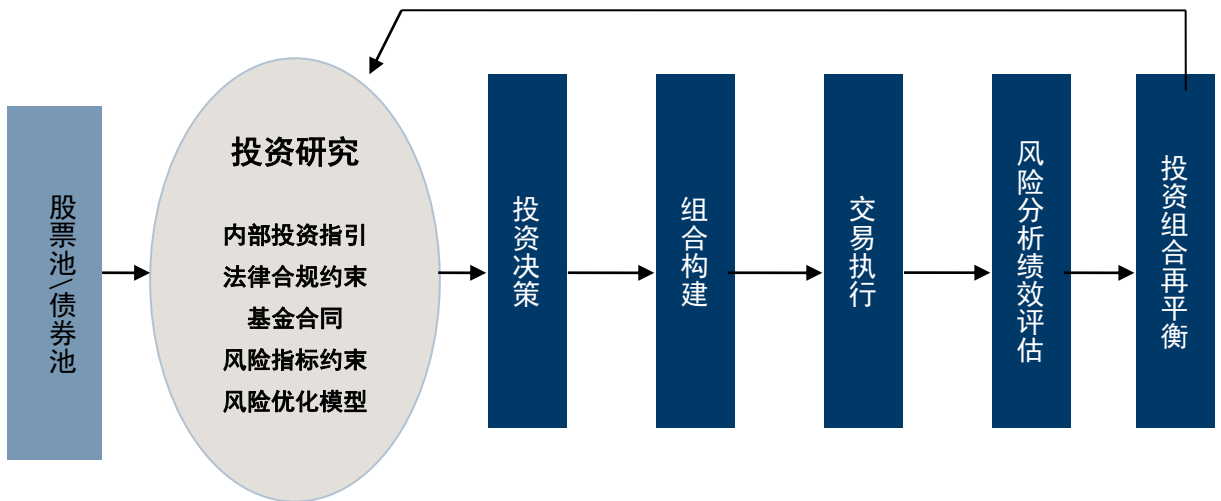 股票池\债券池
投资研究
内部投资指引
法律合规约束
基金合同
风险指标约束
风险优化模型
投资决策
组合构建
交易执行
风险分析绩效评估
投资组合再平衡